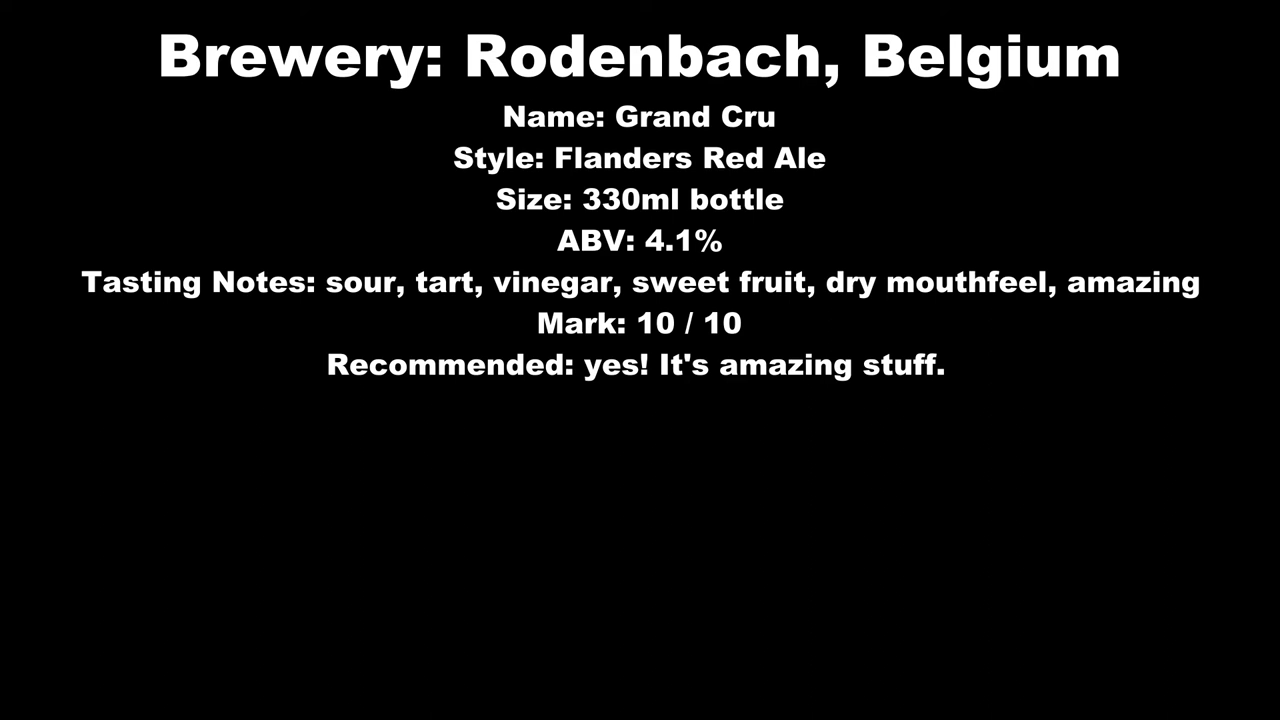 Brewery: Rodenbach, Belgium
Name: Grand Cru
Style: Flanders Red Ale
Size: 330ml bottle
ABV: 4.1%
Tasting Notes: sour, tart, vinegar, sweet fruit, dry mouthfeel, amazing
Mark: 10 / 10
Recommended: yes! It's amazing stuff.